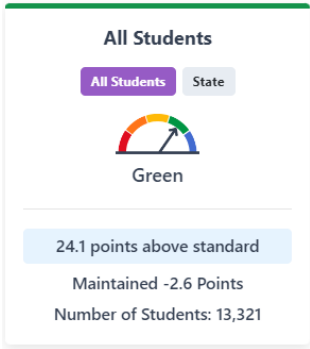 All Students
All Students State
Green
24.1 points above standard
Maintained -2.6 Points
Number of Students: 13,321